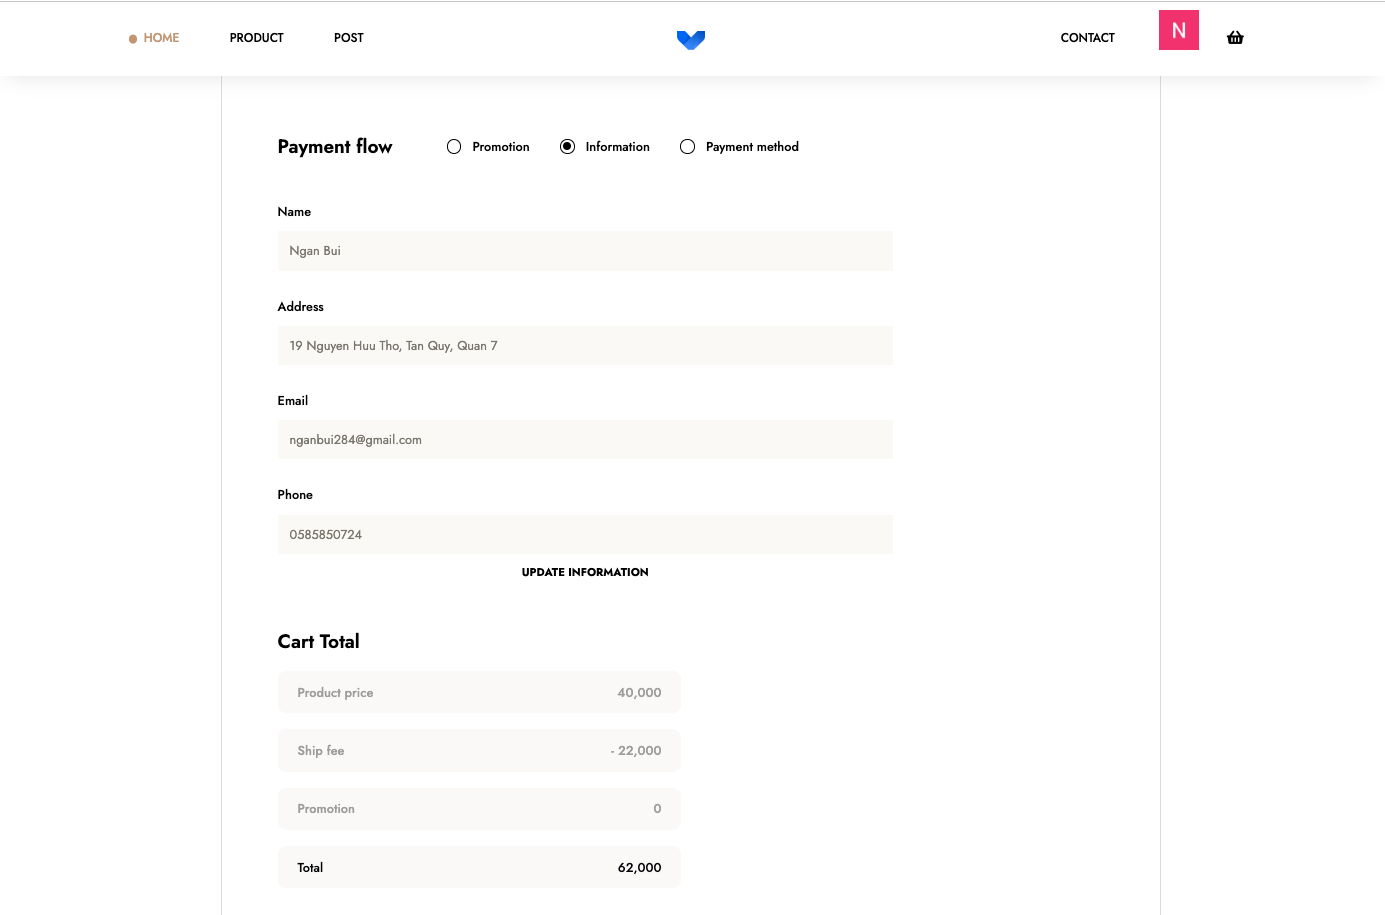 HOME PRODUCT POST CONTACT N
Payment flow Promotion Information Payment method
Name
Ngan Bui
Address
19 Nguyen Huu Tho, Tan Quy, Quan 7
Email
nganbui284@gmail.com
Phone
0585850724
UPDATE INFORMATION
Cart Total
Product price 40,000
Ship fee - 22,000
Promotion 0
Total 62,000